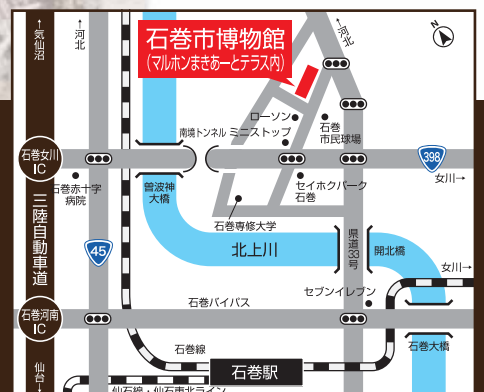 ↑気仙沼
↑河北
石巻市博物館
(マルホンまきあーとテラス内)
↑河北
N
ローソン
南境トンネル
ミニストップ
石巻
市民球場
石巻女川
IC
398
女川→
石巻赤十字
病院
曽波神
大橋
セイホクパーク
石巻
石巻専修大学
三陸自動車道
45
北上川
県道33号
開北橋
女川→
セブンイレブン
石巻バイパス
石巻河南
IC
石巻線
石巻大橋
石巻駅
仙台↓
仙石線・仙石東北ライン